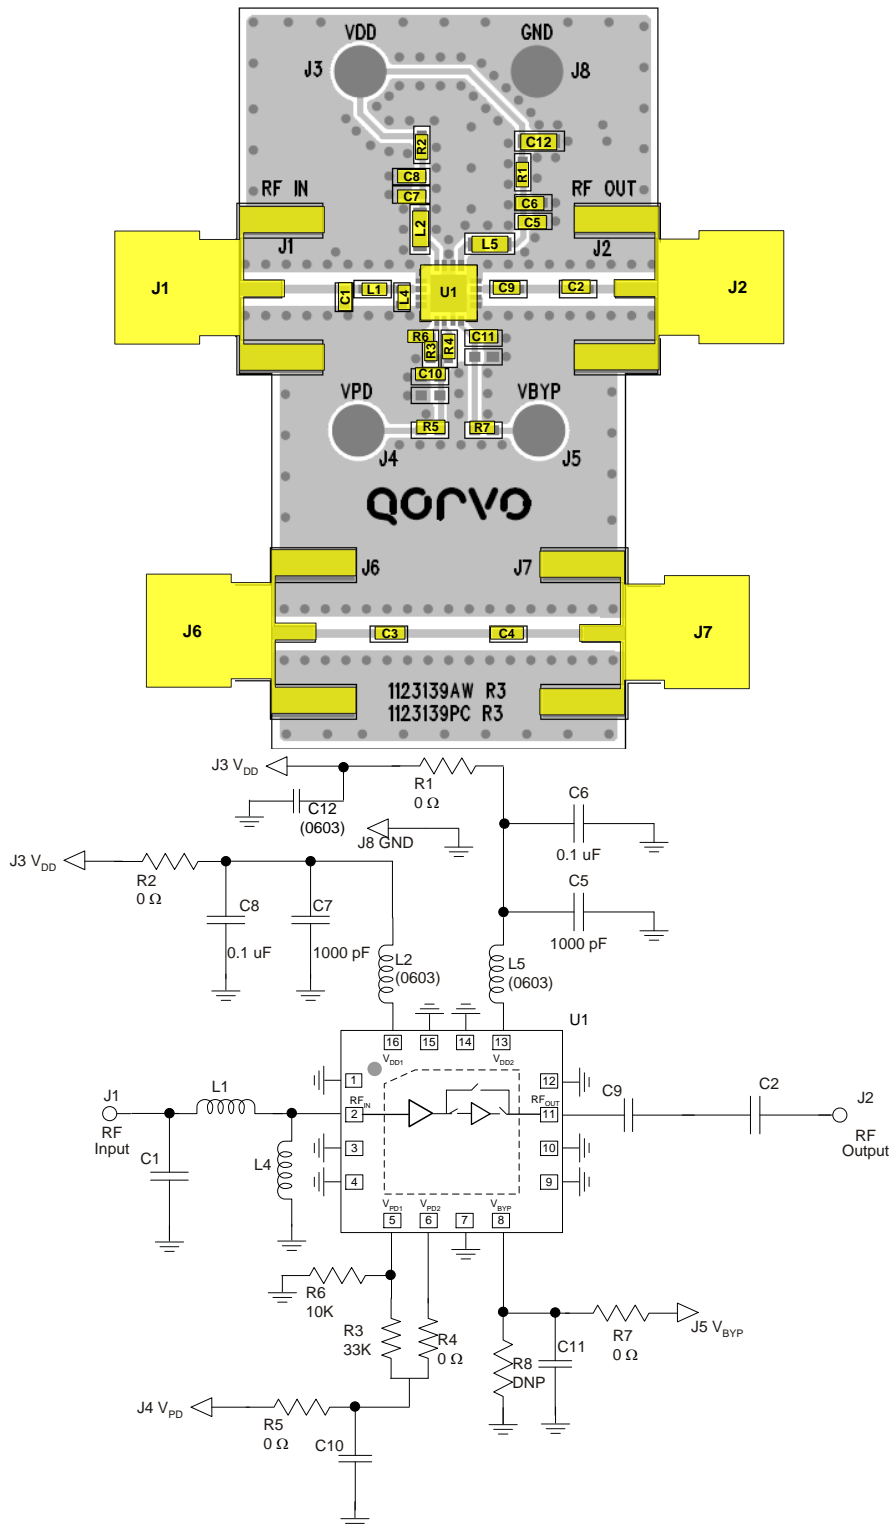 VDD
GND
J3
J8
R2
C12
C8
R1
C7
C6
RF IN
RF OUT
L2
C5
J1
L5
J2
J1
U1
J2
C1
L1
L4
C9
C2
R6
R3
R4
C11
C10
VPD
VBYP
R5
R7
J4
J5
QORVO
J6
J7
J6
C3
C4
J7
1123139AW R3
1123139PC R3
J3 VDD
R1
0 Ω
C12
(0603)
C6
0.1 uF
J8 GND
J3 VDD
R2
0 Ω
C8
0.1 uF
C7
1000 pF
C5
1000 pF
L2
(0603)
L5
(0603)
U1
16
15
14
13
VDD1
VDD2
1
12
J1
RF
Input
L1
RFIN
2
RFOUT
11
C9
C2
J2
RF
Output
C1
L4
3
10
4
9
VPD1
VPD2
VBYP
5
6
7
8
R6
10K
R3
33K
R4
0 Ω
R8
DNP
C11
R7
0 Ω
J5 VBYP
J4 VPD
R5
0 Ω
C10